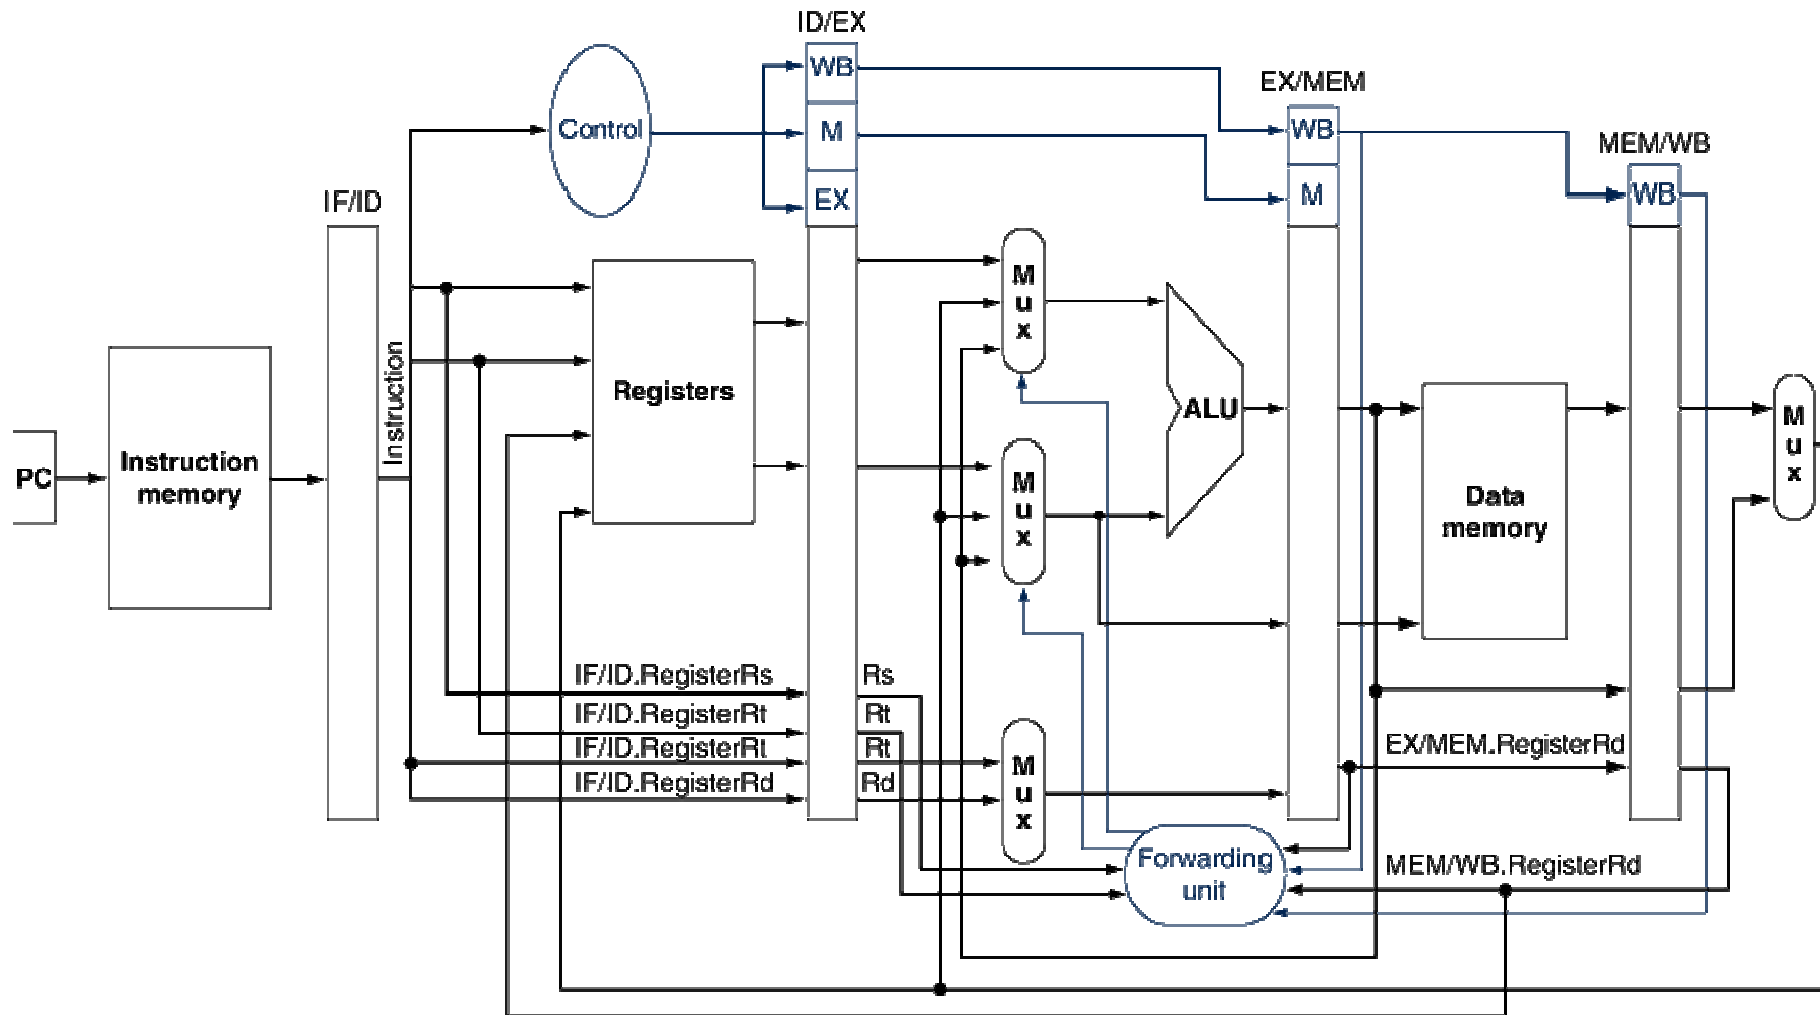 ID/EX
WB
Control
M
EX
EX/MEM
WB
M
MEM/WB
WB
IF/ID
PC
Instruction
memory
Instruction
Registers
M
u
x
M
u
x
ALU
Data
memory
M
u
x
IF/ID.RegisterRs
Rs
IF/ID.RegisterRt
Rt
IF/ID.RegisterRt
Rt
IF/ID.RegisterRd
Rd
M
u
x
EX/MEM.RegisterRd
Forwarding
unit
MEM/WB.RegisterRd